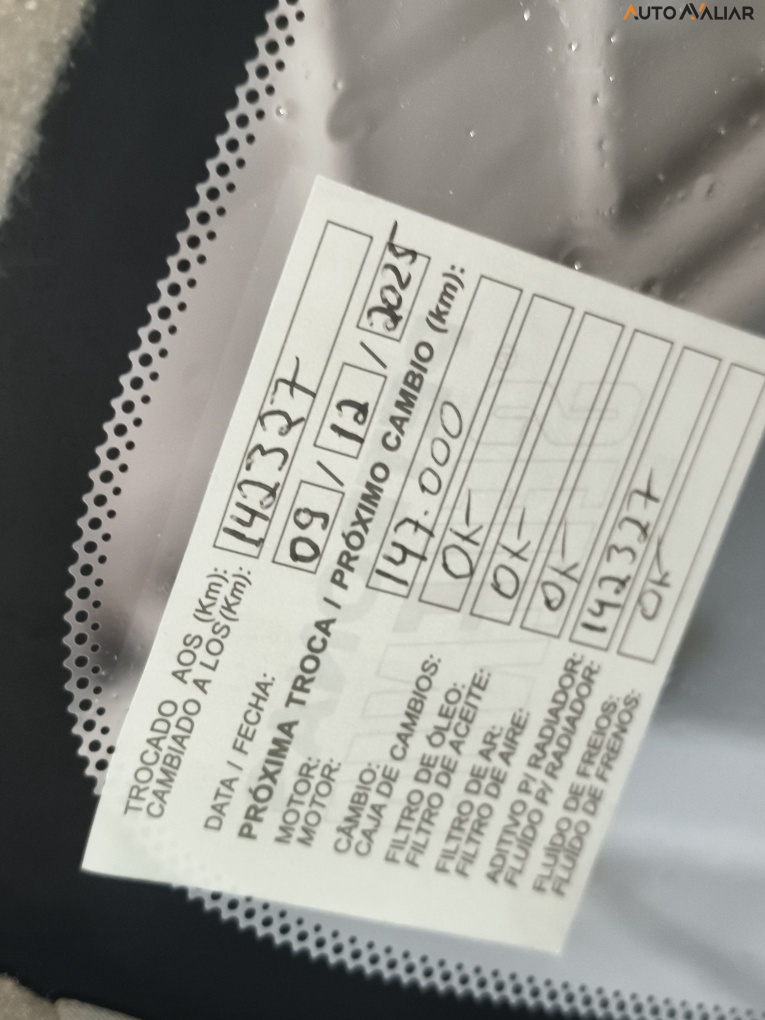 AUTO AVALIAR
TROCADO AOS (Km): 142327
CAMBIADO A LOS (Km):
DATA / FECHA: 09 / 12 / 2025
PRÓXIMA TROCA / PRÓXIMO CAMBIO (km):
MOTOR: 147.000
MOTOR:
CÂMBIO: OK
CAJA DE CAMBIOS:
FILTRO DE ÓLEO: OK
FILTRO DE ACEITE:
FILTRO DE AR: OK
FILTRO DE AIRE:
ADITIVO P/ RADIADOR: 142327
FLUÍDO P/ RADIADOR:
FLUÍDO DE FREIOS: OK
FLUÍDO DE FRENOS: